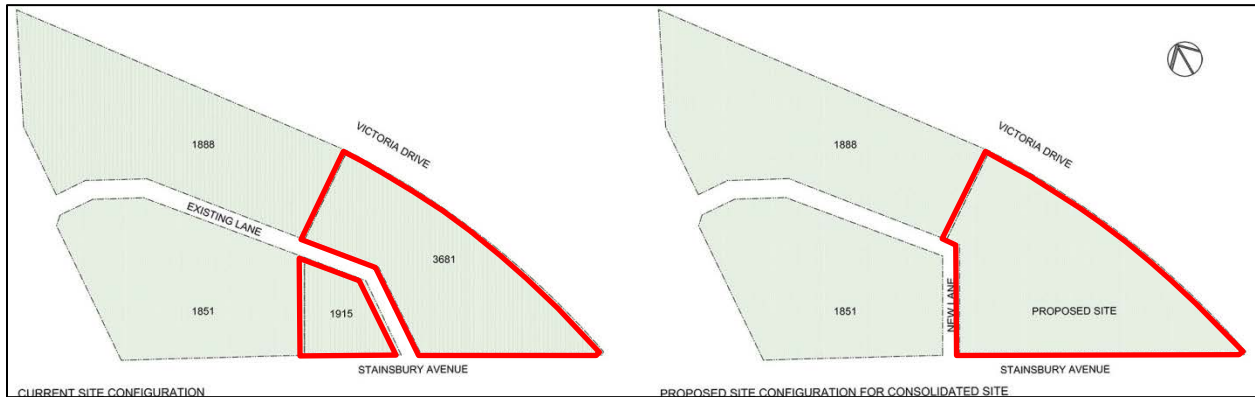 VICTORIA DRIVE
1888
EXISTING LANE
3681
1851
1915
STAINSBURY AVENUE
CURRENT SITE CONFIGURATION
VICTORIA DRIVE
1888
1851
NEW LANE
PROPOSED SITE
STAINSBURY AVENUE
PROPOSED SITE CONFIGURATION FOR CONSOLIDATED SITE